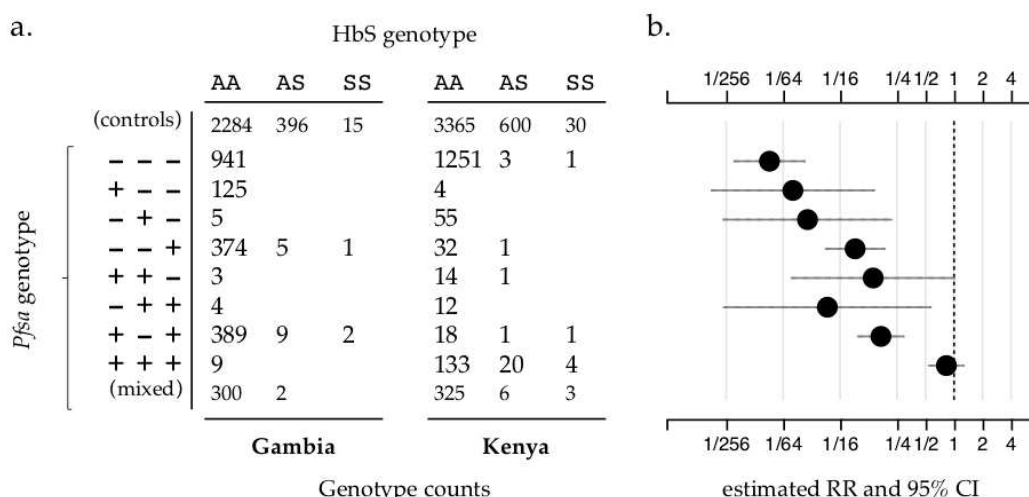 a.
HbS genotype
AA AS SS AA AS SS
(controls) 2284 396 15 3365 600 30
− − − 941 1251 3 1
+ − − 125 4
− + − 5 55
− − + 374 5 1 32 1
+ + − 3 14 1
− + + 4 12
+ − + 389 9 2 18 1 1
+ + + 9 133 20 4
(mixed) 300 2 325 6 3
Pfsa genotype
Gambia Kenya
Genotype counts
b.
1/256 1/64 1/16 1/4 1/2 1 2 4
1/256 1/64 1/16 1/4 1/2 1 2 4
estimated RR and 95% CI